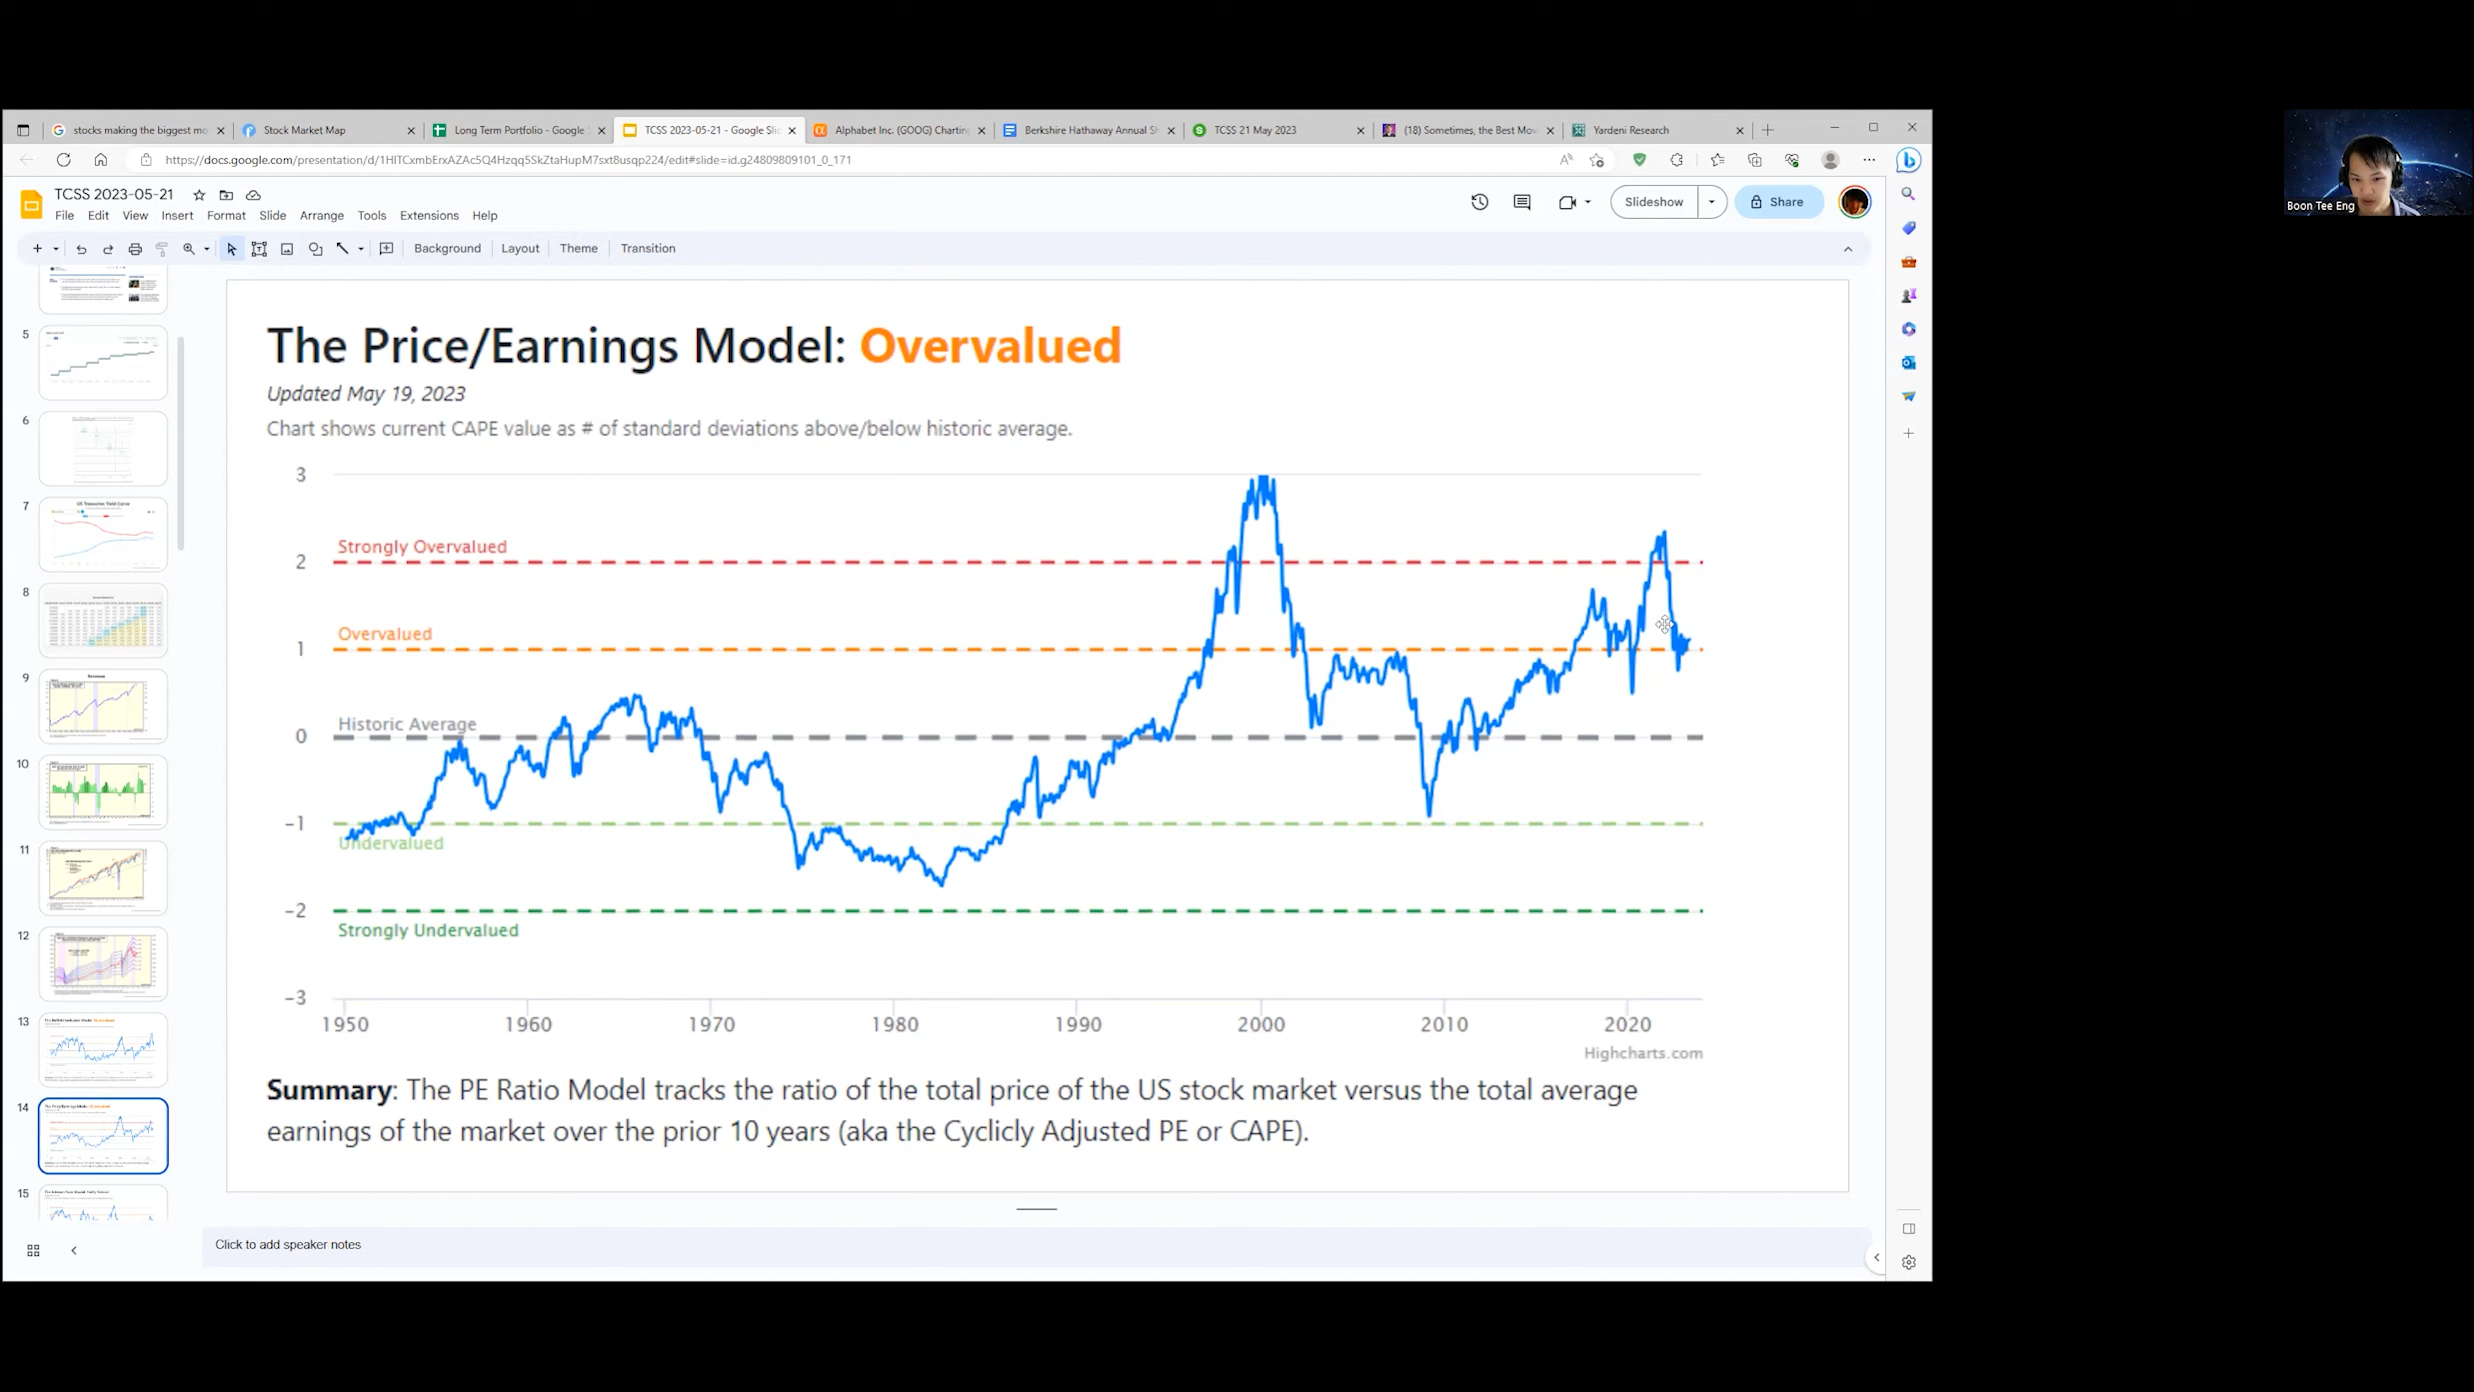 stocks making the biggest mo
Stock Market Map
Long Term Portfolio - Google
TCSS 2023-05-21 - Google Slid
Alphabet Inc. (GOOG) Charting
Berkshire Hathaway Annual Sh
TCSS 21 May 2023
(18) Sometimes, the Best Mov
Yardeni Research
https://docs.google.com/presentation/d/1HITCxmbErxAZAc5Q4Hzqq5SkZtaHupM7sxt8usqp224/edit#slide=id.g24809809101_0_171
TCSS 2023-05-21
File Edit View Insert Format Slide Arrange Tools Extensions Help
Slideshow
Share
Background Layout Theme Transition
Boon Tee Eng
The Price/Earnings Model: Overvalued
Updated May 19, 2023
Chart shows current CAPE value as # of standard deviations above/below historic average.
3
Strongly Overvalued
2
Overvalued
1
Historic Average
0
-1
Undervalued
-2
Strongly Undervalued
-3
1950 1960 1970 1980 1990 2000 2010 2020
Highcharts.com
Summary: The PE Ratio Model tracks the ratio of the total price of the US stock market versus the total average
earnings of the market over the prior 10 years (aka the Cyclicly Adjusted PE or CAPE).
5
6
7
US Treasuries Yield Curve
8
9
10
11
12
13
14
15
Click to add speaker notes